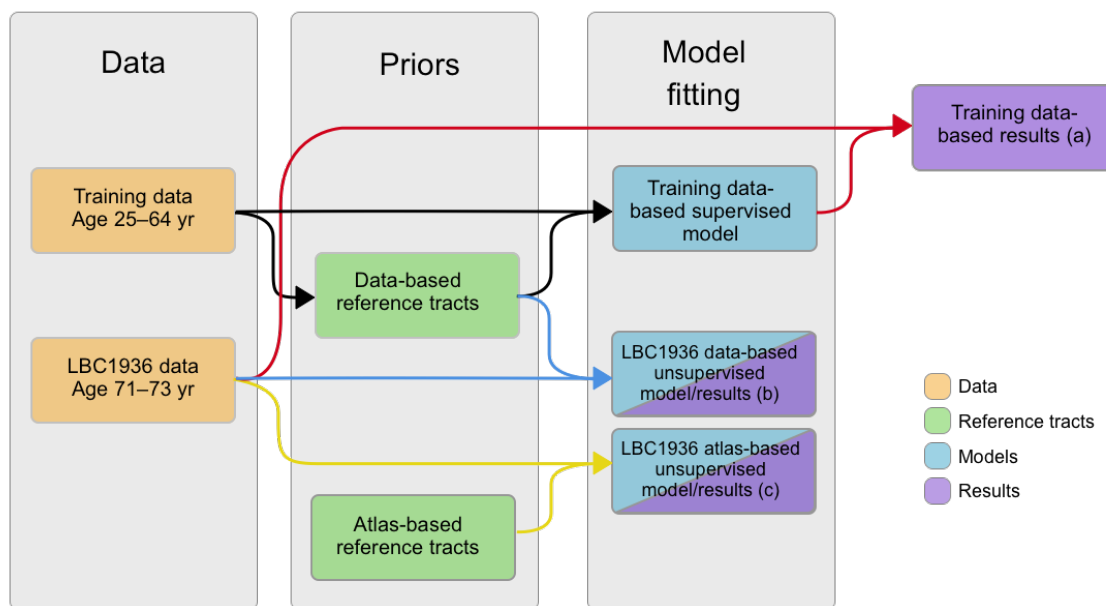 Data
Priors
Model
fitting
Training data-
based results (a)
Training data
Age 25–64 yr
Training data-
based supervised
model
Data-based
reference tracts
LBC1936 data
Age 71–73 yr
LBC1936 data-based
unsupervised
model/results (b)
LBC1936 atlas-based
unsupervised
model/results (c)
Atlas-based
reference tracts
Data
Reference tracts
Models
Results